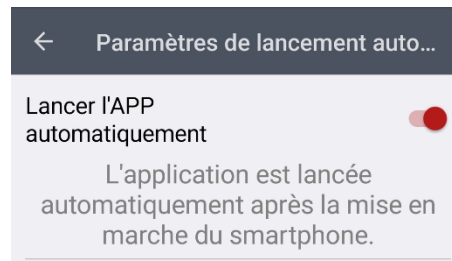 Paramètres de lancement auto...
Lancer l'APP
automatiquement
L'application est lancée
automatiquement après la mise en
marche du smartphone.